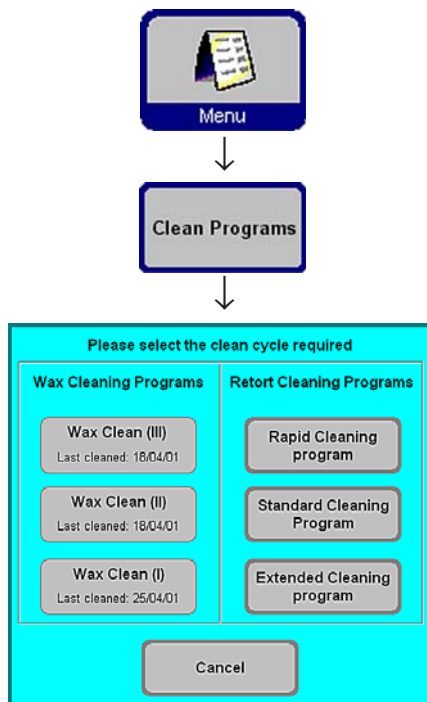 Menu
Clean Programs
Please select the clean cycle required
Wax Cleaning Programs
Wax Clean (III)
Last cleaned: 18/04/01
Wax Clean (II)
Last cleaned: 18/04/01
Wax Clean (I)
Last cleaned: 25/04/01
Retort Cleaning Programs
Rapid Cleaning
program
Standard Cleaning
Program
Extended Cleaning
program
Cancel